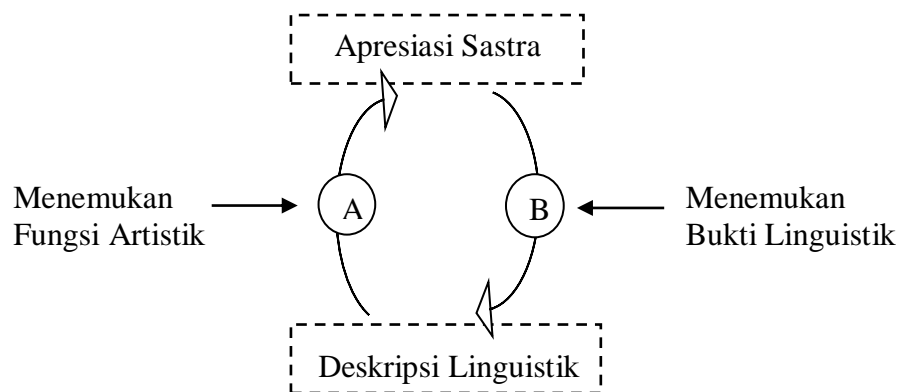 Apresiasi Sastra
Menemukan
Fungsi Artistik
A
B
Menemukan
Bukti Linguistik
Deskripsi Linguistik